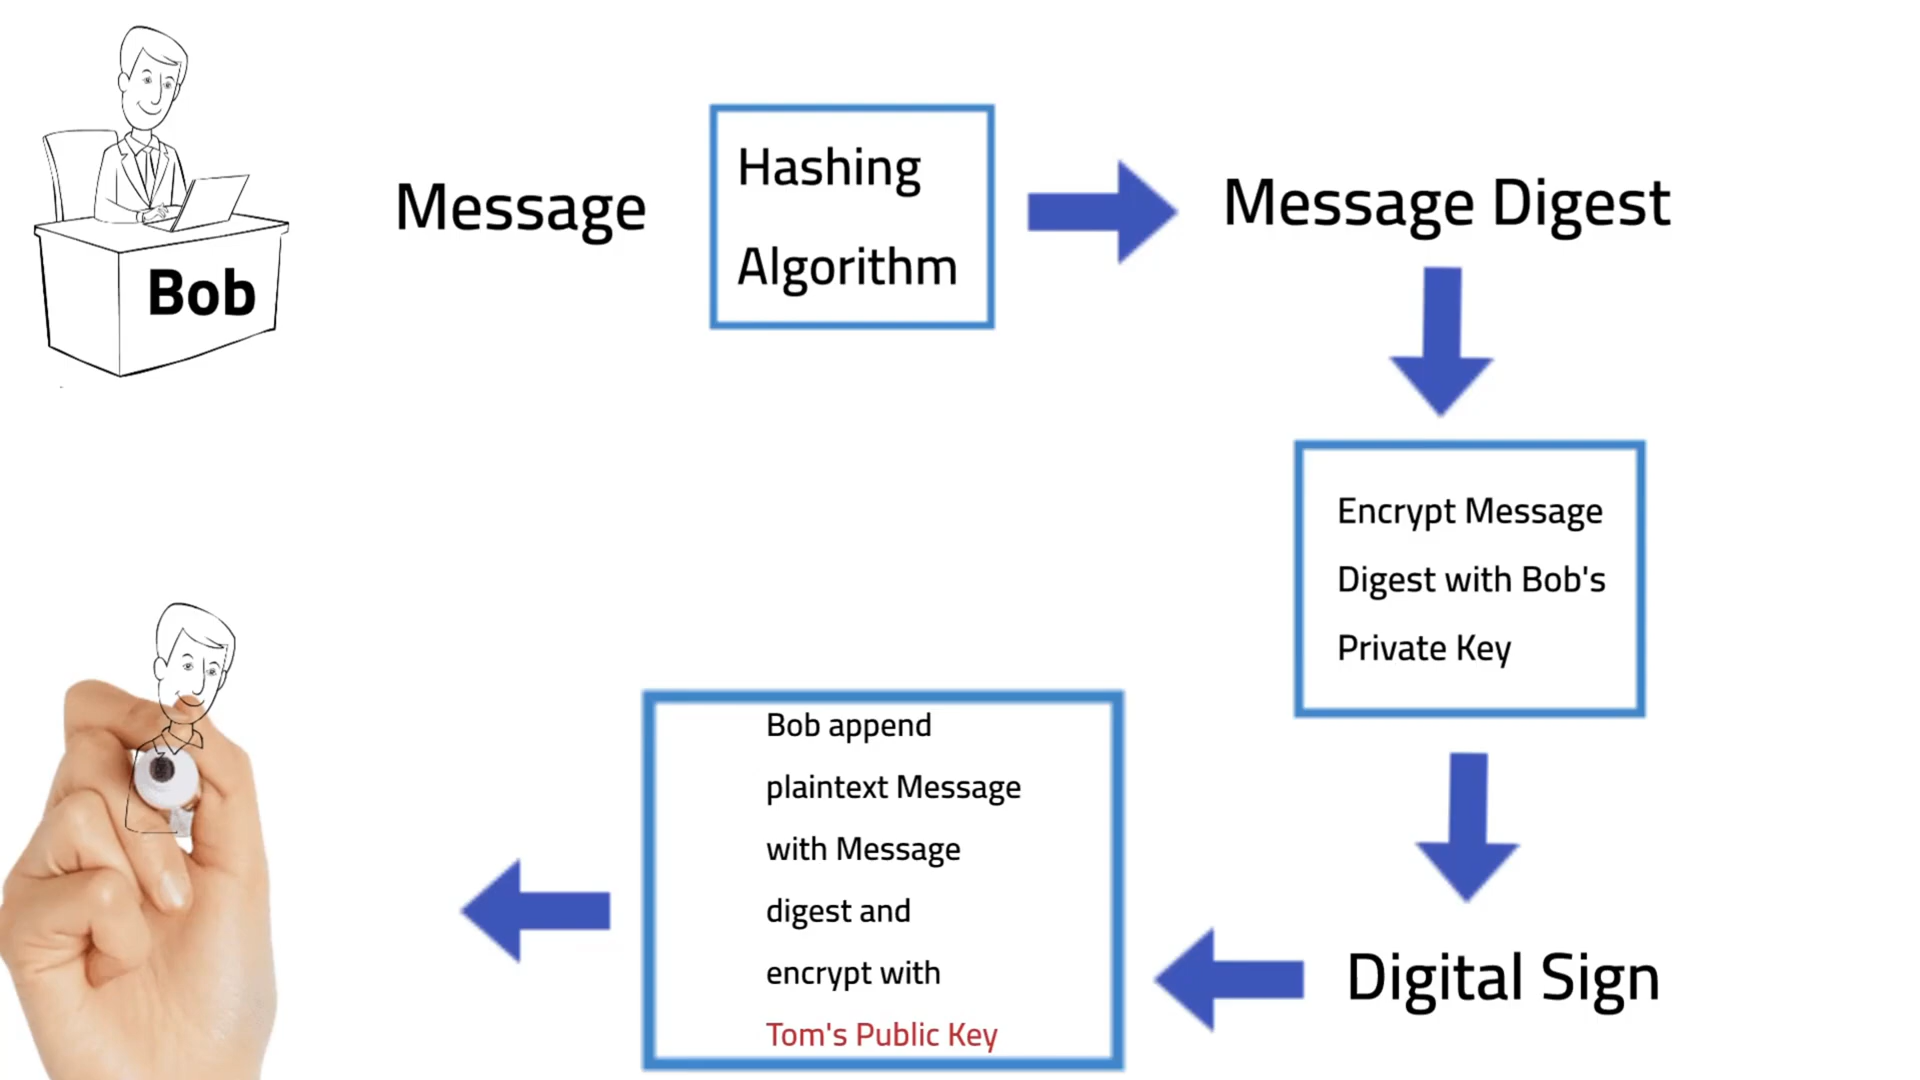 Bob
Message
Hashing
Algorithm
Message Digest
Encrypt Message
Digest with Bob's
Private Key
Digital Sign
Bob append
plaintext Message
with Message
digest and
encrypt with
Tom's Public Key